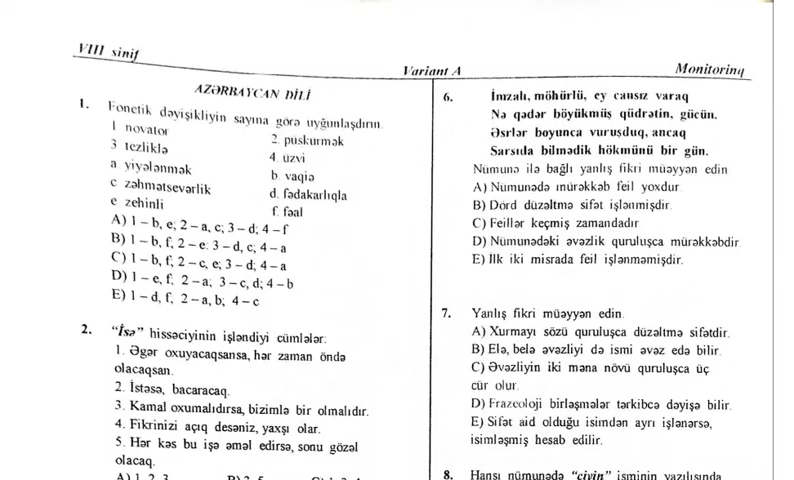 VIII sinif
Variant A
Monitorinq
AZƏRBAYCAN DİLİ
1. Fonetik dəyişikliyin sayına görə uyğunlaşdırın.
1 novator
2. püskürmək
3 tezliklə
4. üzvi
a yiyələnmək
b. vaqiə
c zəhmətsevərlik
d. fədakarlıqla
e zehinli
f. fəal
A) 1 – b, e; 2 – a, c; 3 – d; 4 – f
B) 1 – b, f; 2 – e: 3 – d, c; 4 – a
C) 1 – b, f; 2 – c, e; 3 – d; 4 – a
D) 1 – e, f; 2 – a; 3 – c, d; 4 – b
E) 1 – d, f; 2 – a, b; 4 – c
2. “İsə” hissəciyinin işləndiyi cümlələr:
1. Əgər oxuyacaqsansa, hər zaman öndə
olacaqsan.
2. İstəsə, bacaracaq.
3. Kamal oxumalıdırsa, bizimlə bir olmalıdır.
4. Fikrinizi açıq desəniz, yaxşı olar.
5. Hər kəs bu işə əməl edirsə, sonu gözəl
olacaq.
6. İmzalı, möhürlü, ey cansız varaq
Nə qədər böyükmüş qüdrətin, gücün.
Əsrlər boyunca vuruşduq, ancaq
Sarsıda bilmədik hökmünü bir gün.
Nümunə ilə bağlı yanlış fikri müəyyən edin.
A) Nümunədə mürəkkəb feil yoxdur.
B) Dörd düzəltmə sifət işlənmişdir.
C) Feillər keçmiş zamandadır.
D) Nümunədəki əvəzlik quruluşca mürəkkəbdir.
E) İlk iki misrada feil işlənməmişdir.
7. Yanlış fikri müəyyən edin.
A) Xurmayı sözü quruluşca düzəltmə sifətdir.
B) Elə, belə əvəzliyi də ismi əvəz edə bilir.
C) Əvəzliyin iki məna növü quruluşca üç
cür olur.
D) Frazeoloji birləşmələr tərkibcə dəyişə bilir.
E) Sifət aid olduğu isimdən ayrı işlənərsə,
isimləşmiş hesab edilir.
8. Hansı nümunədə “çiyin” isminin yazılışında